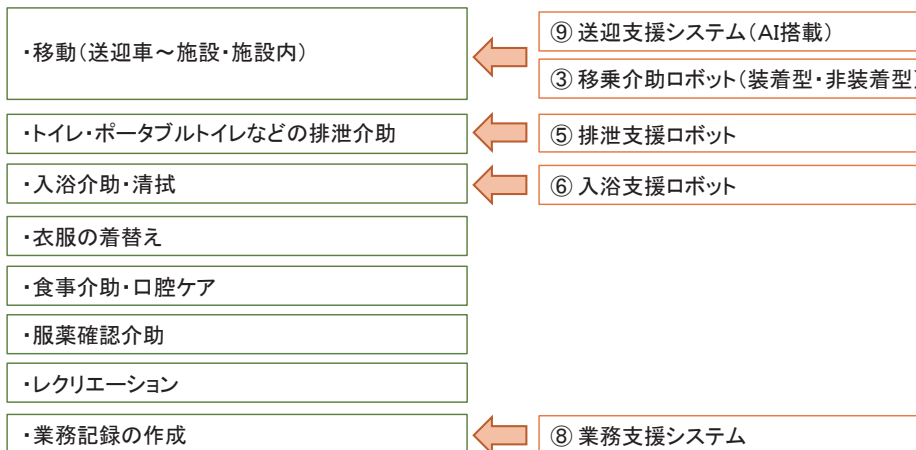 ・移動(送迎車～施設・施設内)
⑨ 送迎支援システム(AI搭載)
③ 移乗介助ロボット(装着型・非装着型)
・トイレ・ポータブルトイレなどの排泄介助
⑤ 排泄支援ロボット
・入浴介助・清拭
⑥ 入浴支援ロボット
・衣服の着替え
・食事介助・口腔ケア
・服薬確認介助
・レクリエーション
・業務記録の作成
⑧ 業務支援システム